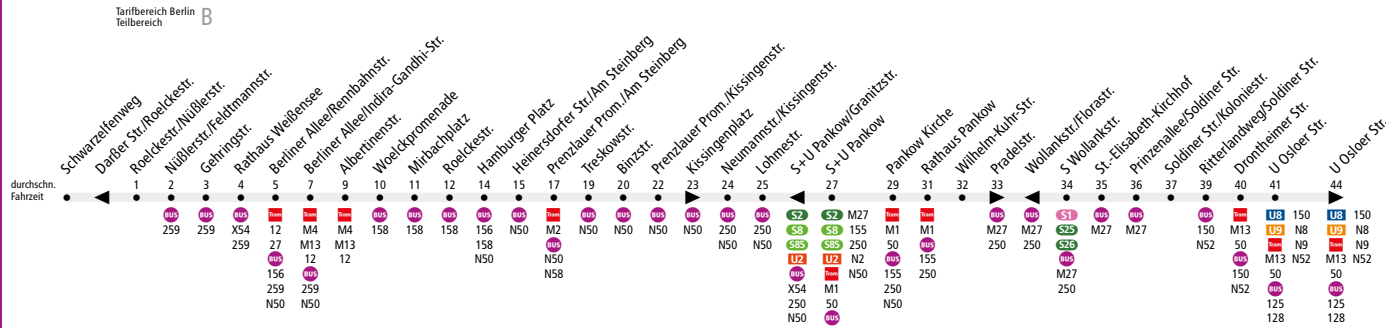 Tarifbereich Berlin
Teilbereich B
Schwarzelfenweg
Darßer Str./Roelckestr.
Roelckestr./Nüßlerstr.
Nüßlerstr./Feldtmannstr.
Gehringstr.
Rathaus Weißensee
Berliner Allee/Rennbahnstr.
Berliner Allee/Indira-Gandhi-Str.
Albertinenstr.
Woelckpromenade
Mirbachplatz
Roelckestr.
Hamburger Platz
Heinersdorfer Str./Am Steinberg
Prenzlauer Prom./Am Steinberg
Treskowstr.
Binzstr.
Prenzlauer Prom./Kissingenstr.
Kissingenplatz
Neumannstr./Kissingenstr.
Lohmestr.
S+U Pankow/Granitzstr.
S+U Pankow
Pankow Kirche
Rathaus Pankow
Wilhelm-Kuhr-Str.
Pradelstr.
Wollankstr./Florastr.
S Wollankstr.
St.-Elisabeth-Kirchhof
Prinzenallee/Soldiner Str.
Soldiner Str./Koloniestr.
Ritterlandweg/Soldiner Str.
Drontheimer Str.
U Osloer Str.
U Osloer Str.
durchschn. 1 2 3 4 5 7 9 10 11 12 14 15 17 19 20 22 23 24 25 27 29 31 32 33 34 35 36 37 39 40 41 44
Fahrzeit
BUS
259
BUS
259
BUS
X54
259
Tram
12
27
BUS
156
259
N50
Tram
M4
M13
12
BUS
259
N50
Tram
M4
M13
12
BUS
158
BUS
158
BUS
158
BUS
156
158
N50
BUS
N50
Tram
M2
BUS
N50
N58
BUS
N50
BUS
N50
BUS
N50
BUS
N50
BUS
250
N50
BUS
250
N50
S2
S8
S85
U2
BUS
X54
250
N50
S2 M27
S8 155
S85 250
U2 N2
Tram N50
M1
50
BUS
Tram
M1
50
BUS
155
250
N50
Tram
M1
BUS
155
250
BUS
M27
250
BUS
M27
250
S1
S25
S26
BUS
M27
250
BUS
M27
BUS
M27
BUS
150
N52
Tram
M13
50
BUS
150
N52
U8 150
U9 N8
Tram N9
M13 N52
50
BUS
125
128
U8 150
U9 N8
Tram N9
M13 N52
50
BUS
125
128